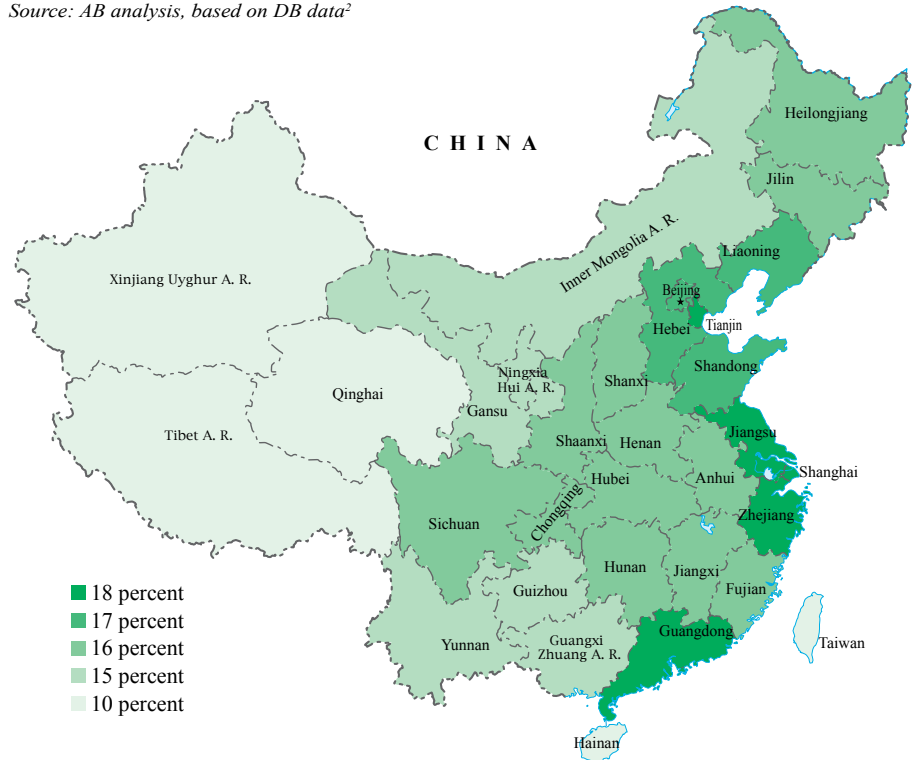 Source: AB analysis, based on DB data²
CHINA
Heilongjiang
Jilin
Inner Mongolia A. R.
Liaoning
Xinjiang Uyghur A. R.
Beijing
Hebei
Tianjin
Shandong
Ningxia
Hui A. R.
Shanxi
Qinghai
Gansu
Tibet A. R.
Shaanxi
Henan
Jiangsu
Shanghai
Anhui
Hubei
Chongqing
Sichuan
Zhejiang
Hunan
Jiangxi
Fujian
Guizhou
Guangdong
Yunnan
Guangxi
Zhuang A. R.
Taiwan
Hainan
18 percent
17 percent
16 percent
15 percent
10 percent